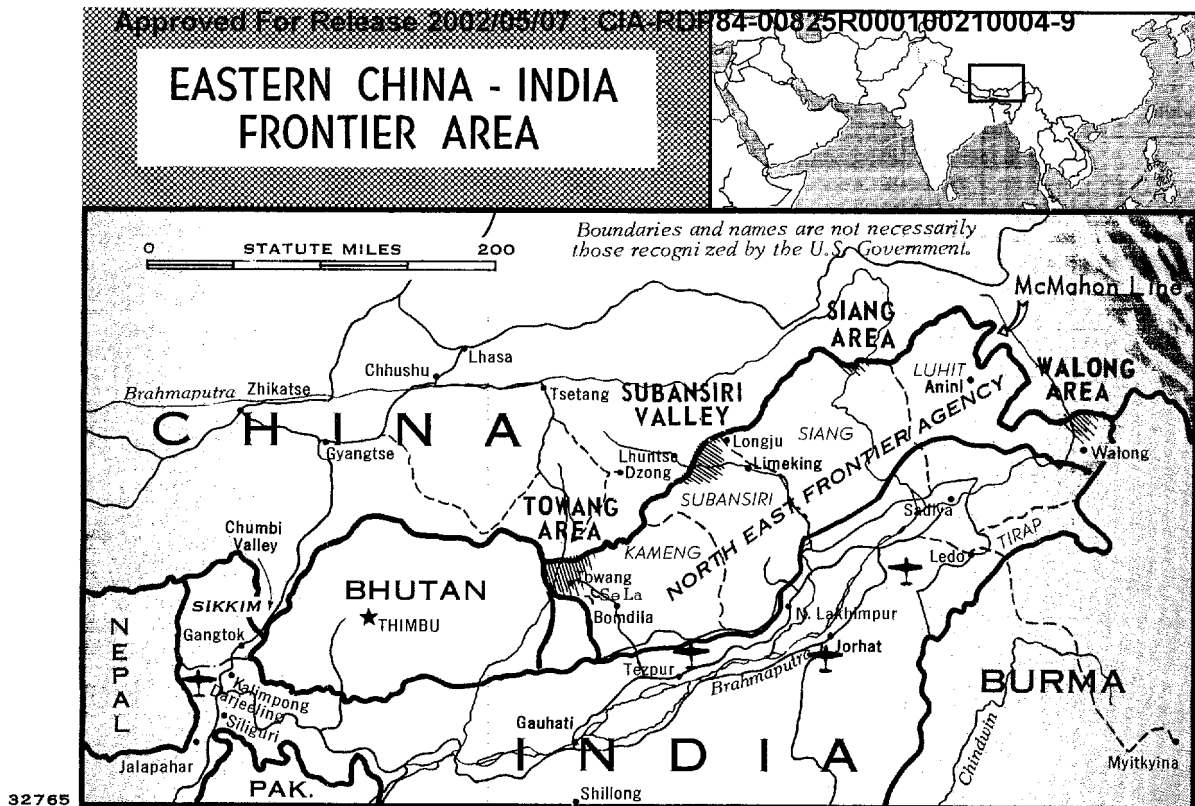 Approved For Release 2002/05/07 : CIA-RDP84-00825R000100210004-9
EASTERN CHINA - INDIA
FRONTIER AREA
0 STATUTE MILES 200
Boundaries and names are not necessarily
those recognized by the U.S. Government.
McMahon Line
SIANG
AREA
Lhasa
Chhushu
LUHIT
Anini
WALONG
AREA
Brahmaputra
Zhikatse
Tsetang
SUBANSIRI
VALLEY
CHINA
Gyangtse
Longju
SIANG
Lhuntse
Dzong
Limeking
Walong
NORTH EAST FRONTIER AGENCY
SUBANSIRI
TOWANG
AREA
Sadiya
Chumbi
Valley
KAMENG
TIRAP
Ledo
BHUTAN
Towang
Se La
Bomdila
SIKKIM
THIMBU
N. Lakhimpur
Gangtok
NEPAL
Jorhat
Tezpur
Brahmaputra
BURMA
Kalimpong
Darjeeling
Siliguri
Gauhati
INDIA
Chindwin
Jalapahar
Myitkyina
PAK.
Shillong
32765